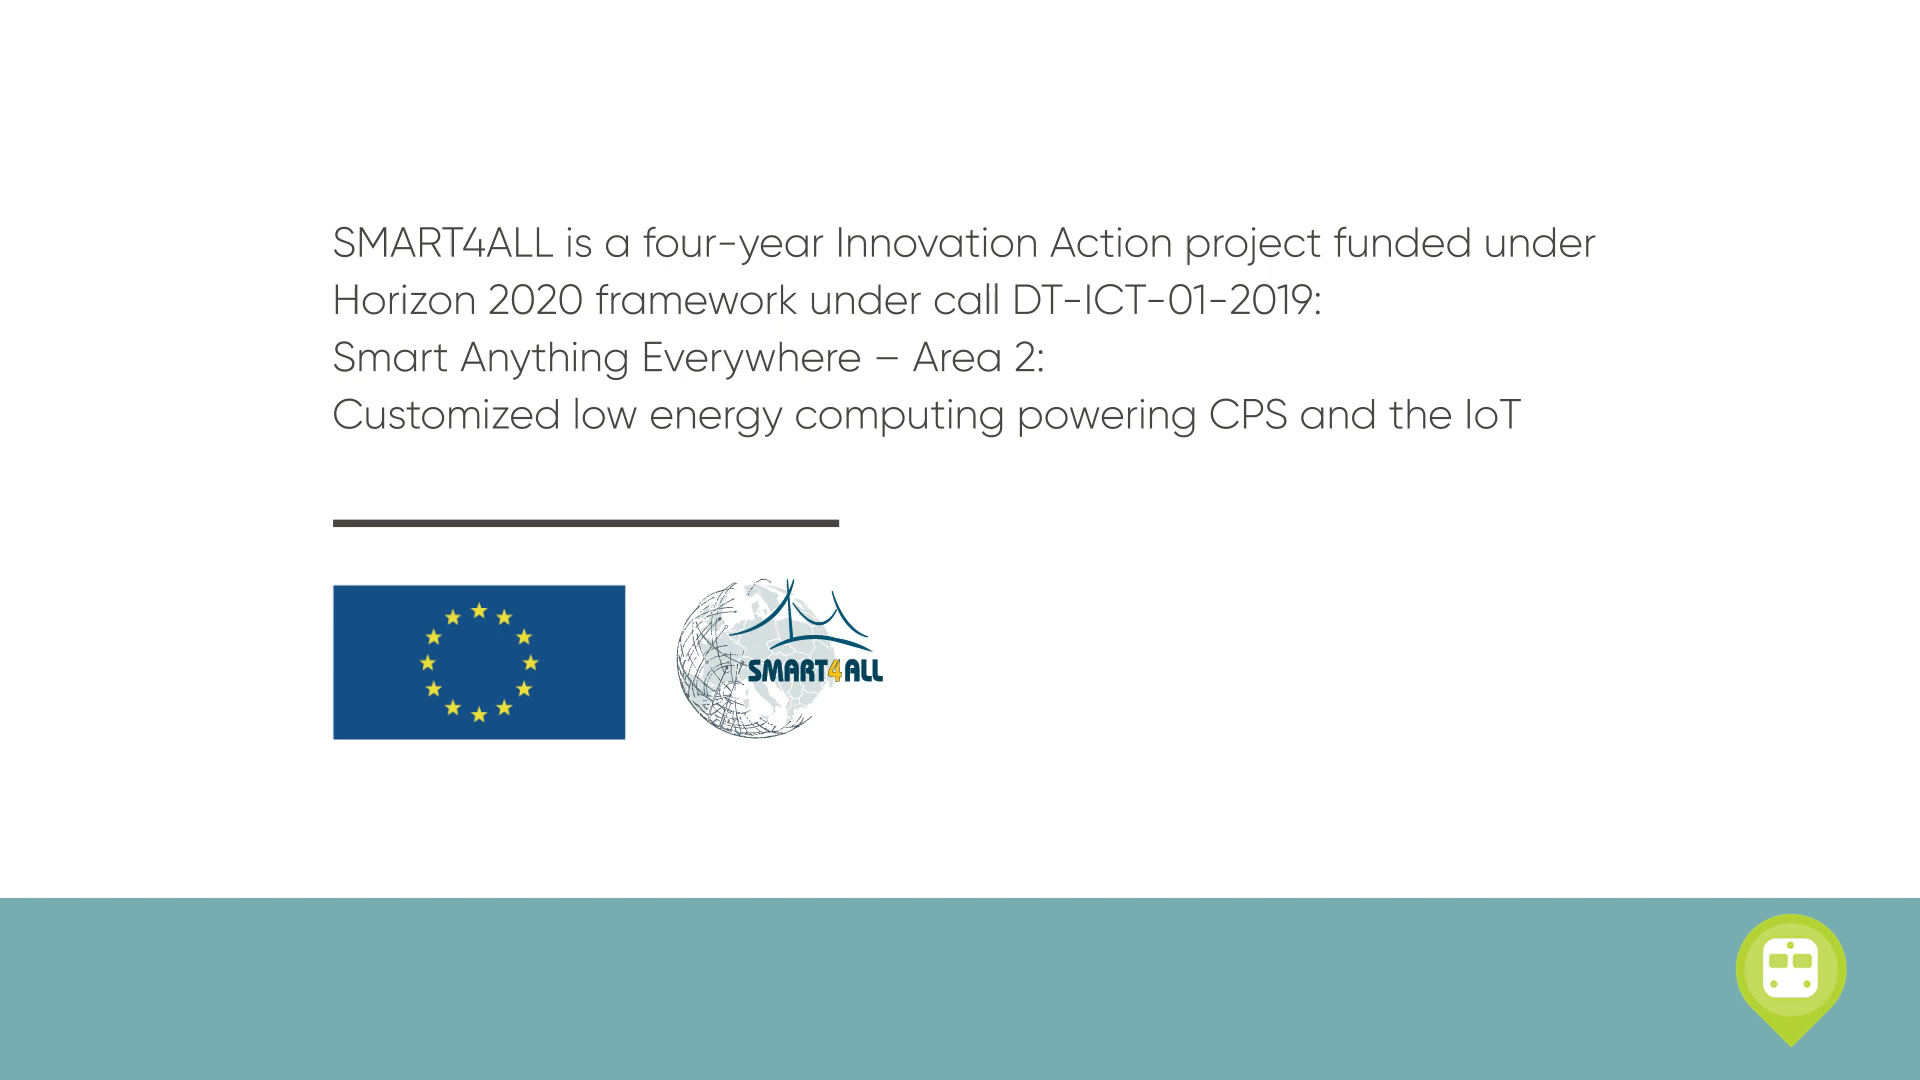 SMART4ALL is a four-year Innovation Action project funded under
Horizon 2020 framework under call DT-ICT-01-2019:
Smart Anything Everywhere – Area 2:
Customized low energy computing powering CPS and the IoT
SMART4ALL